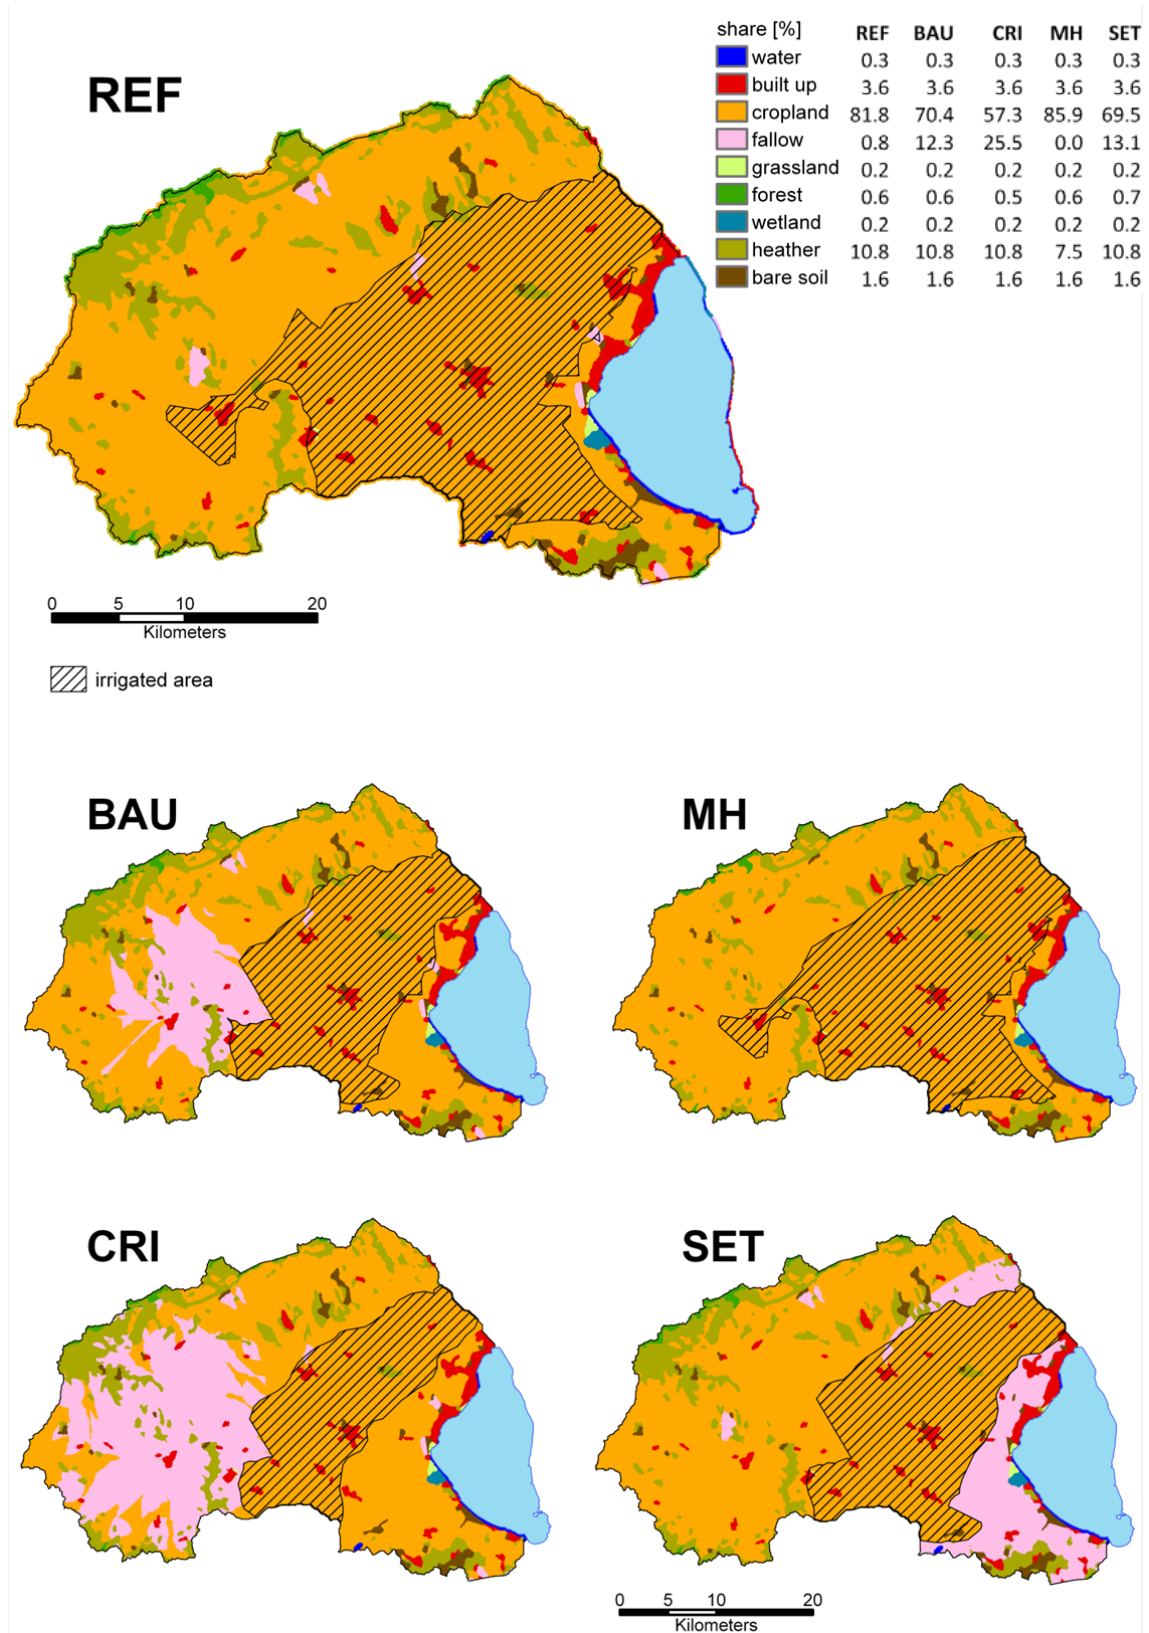 share [%] REF BAU CRI MH SET
water 0.3 0.3 0.3 0.3 0.3
built up 3.6 3.6 3.6 3.6 3.6
cropland 81.8 70.4 57.3 85.9 69.5
fallow 0.8 12.3 25.5 0.0 13.1
grassland 0.2 0.2 0.2 0.2 0.2
forest 0.6 0.6 0.5 0.6 0.7
wetland 0.2 0.2 0.2 0.2 0.2
heather 10.8 10.8 10.8 7.5 10.8
bare soil 1.6 1.6 1.6 1.6 1.6
REF
0 5 10 20
Kilometers
irrigated area
BAU
MH
CRI
SET
0 5 10 20
Kilometers